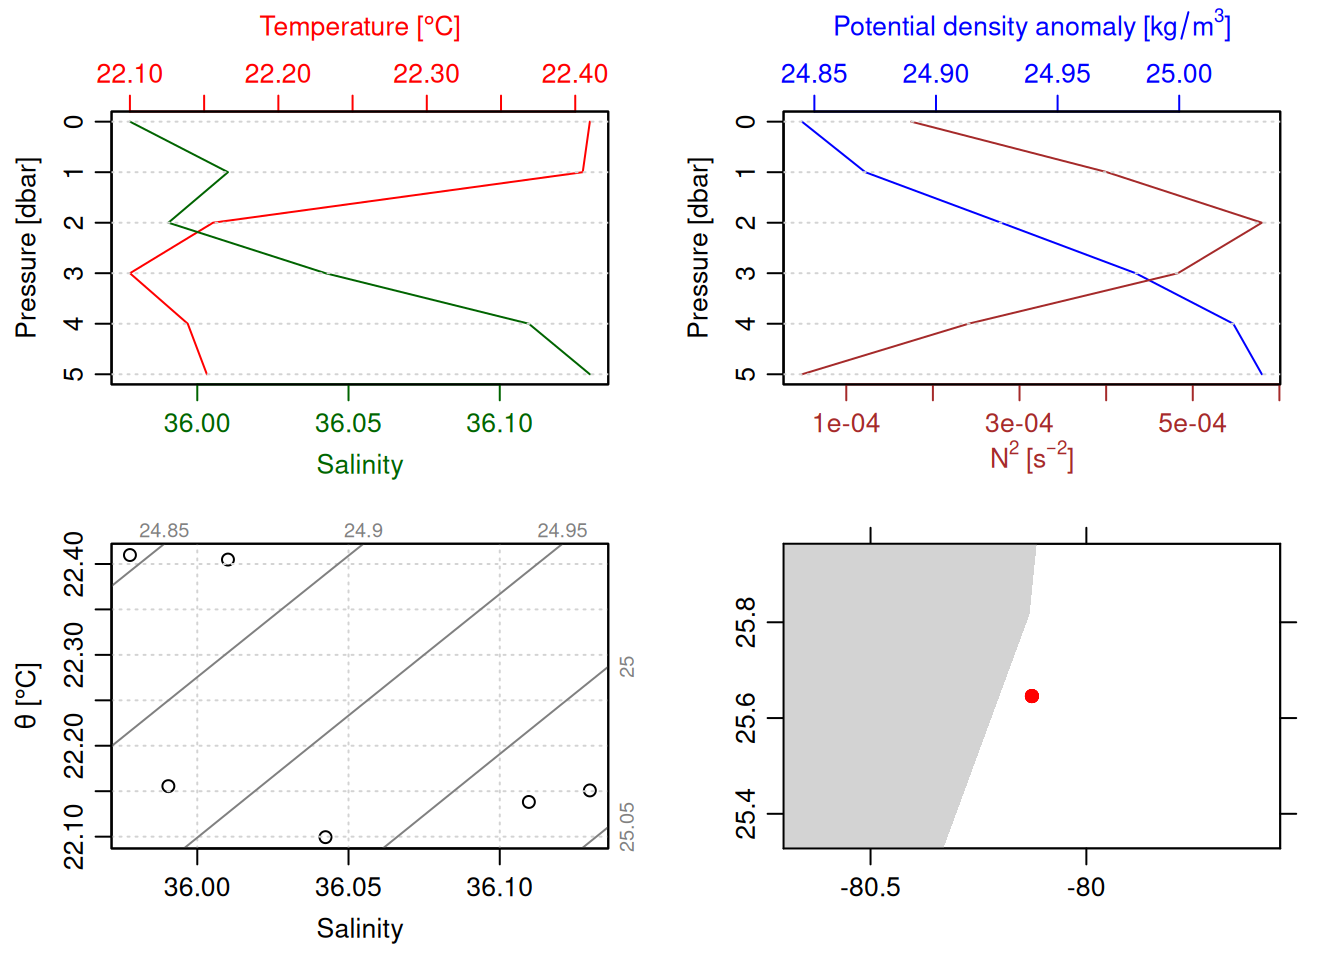 Temperature [°C]
22.10 22.20 22.30 22.40
Pressure [dbar]
0
1
2
3
4
5
36.00 36.05 36.10
Salinity
Potential density anomaly [kg/m³]
24.85 24.90 24.95 25.00
Pressure [dbar]
0
1
2
3
4
5
1e-04 3e-04 5e-04
N² [s⁻²]
24.85 24.9 24.95
25
25.05
θ [°C]
22.40
22.30
22.20
22.10
36.00 36.05 36.10
Salinity
25.8
25.6
25.4
-80.5 -80